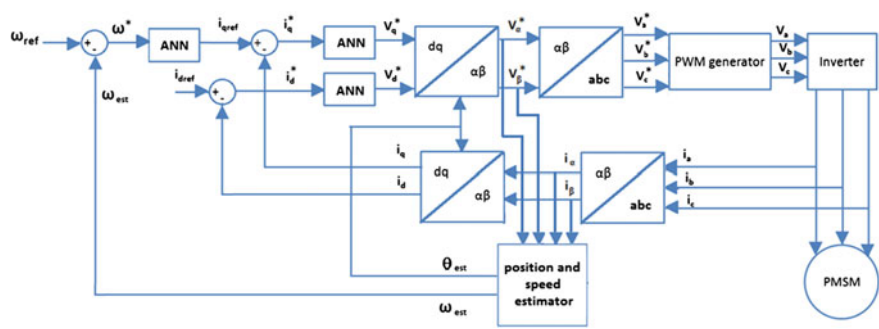 ω_ref
+
-
ω*
ANN
i_qref
+
-
i_q*
ANN
V_q*
i_dref
+
-
i_d*
ANN
V_d*
dq
αβ
V_α*
V_β*
αβ
abc
V_a*
V_b*
V_c*
PWM generator
V_a
V_b
V_c
Inverter
ω_est
i_q
i_d
dq
αβ
i_α
i_β
αβ
abc
i_a
i_b
i_c
θ_est
ω_est
position and
speed
estimator
PMSM